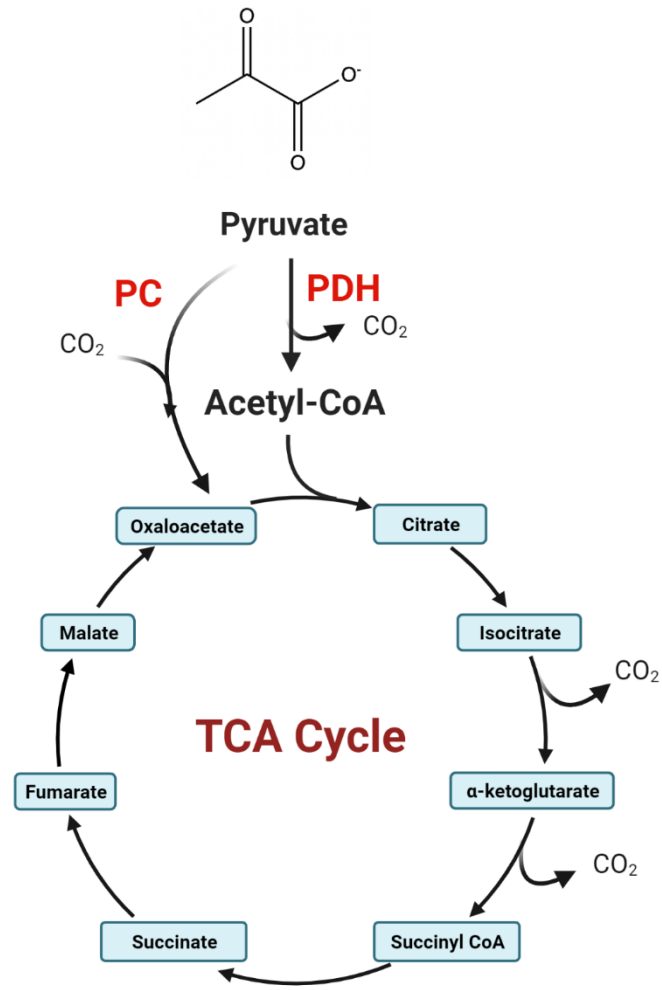 O
O-
O
Pyruvate
PC
PDH
CO₂
CO₂
Acetyl-CoA
Oxaloacetate
Citrate
Malate
Isocitrate
CO₂
TCA Cycle
Fumarate
α-ketoglutarate
CO₂
Succinate
Succinyl CoA